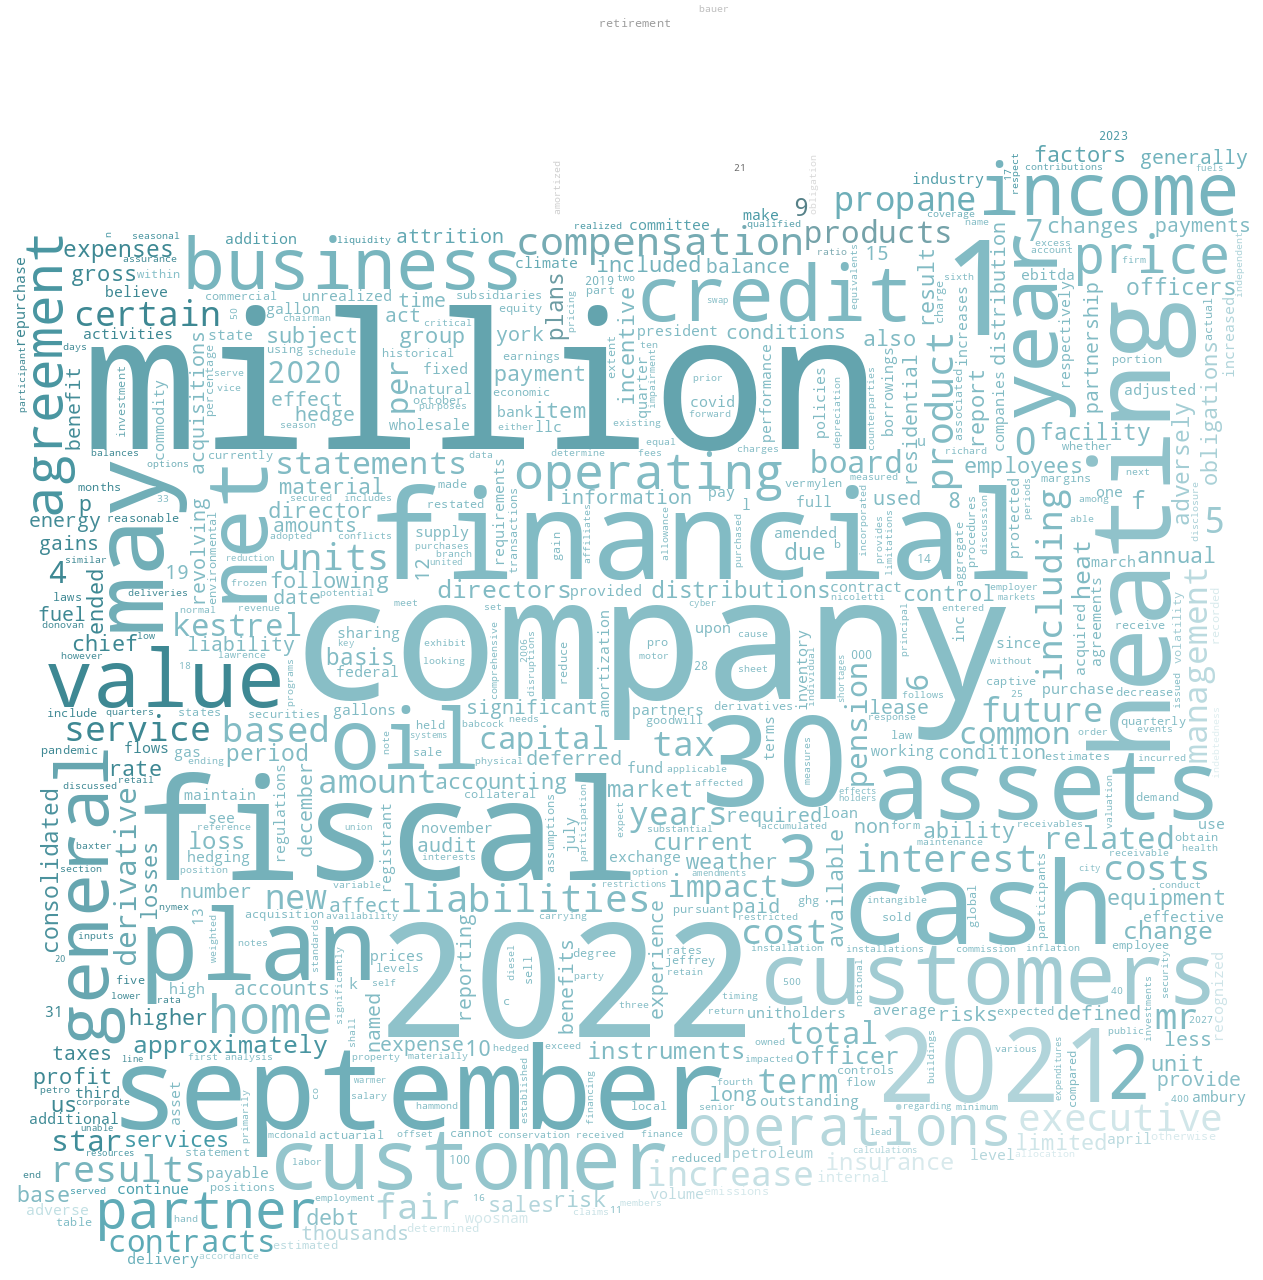 bauer
retirement
2023
factors
generally
amortized
21
obligation
industry
17
respect
contributions
fuels
income
propane
9
make
qualified
coverage
name
7
changes
payments
realized
committee
compensation
products
n
seasonal
expenses
addition
liquidity
attrition
business
assurance
gross
within
believe
climate
included
balance
ratio
15
equivalents
result
sixth
distribution
account
excess
price
firm
independent
ebitda
officers
repurchase
agreement
certain
commercial
unrealized
time
subsidiaries
2019
part
plans
pricing
incentive
credit
swap
charge
1
year
increases
companies
respectively
partnership
portion
actual
increased
activities
state
gallon
chairman
act
equity
critical
york
president
conditions
also
product
report
heating
adjusted
days
participant
benefit
investment
commodity
acquisitions
percentages
subject
using
schedule
group
historical
earnings
extent
ten
quarter
impairment
performance
policies
borrowings
residential
associated
million
2020
serve
vice
effect
hedge
season
per
fixed
natural
october
purposes
wholesale
payment
economic
bank
item
either
llc
existing
prior
covid
forward
depreciation
counterparties
richard
0
facility
whether
adversely
obligations
balances
options
may
currently
net
statements
determine
data
operating
equal
fees
charges
board
measured
employees
margins
next
months
p
33
material
secured
includes
made
requirements
information
pay
vermylen
l
full
used
8
periods
protected
including
one
among
f
5
energy
reasonable
revolving
environmental
director
amounts
adopted
conflicts
restated
supply
transactions
financial
allowance
purchased
amended
due
b
incorporated
provides
limitations
14
aggregate
procedures
discussion
able
disclosure
gains
similar
reduction
units
purchases
branch
united
12
gain
affiliates
march
annual
4
19
laws
deliveries
frozen
following
potential
directors
provided
distributions
contract
control
employer
markets
heat
ended
fuel
donovan
normal
revenue
date
meet
set
cyber
nicoletti
entered
inc
acquired
agreements
receive
management
recorded
chief
low
kestrel
liability
company
sharing
key
exhibit
looking
comprehensive
2006
disruptions
reduce
amortization
pro
motor
upon
cause
28
sheet
inventory
individual
shortages
000
principal
since
without
issued
volatility
however
value
lawrence
18
programs
basis
federal
significant
partners
goodwill
derivatives
pension
6
follows
lease
captive
25
purchase
decrease
include
quarters
states
securities
gallons
held
babcock
needs
response
law
future
order
quarterly
events
indebtedness
service
based
oil
note
systems
capital
tax
30
terms
measures
working
common
pandemic
flows
gas
ending
period
sale
physical
deferred
fund
applicable
affected
effects
holders
condition
estimates
incurred
general
discussed
rate
retail
maintain
regulations
december
amount
accounting
collateral
market
assets
valuation
demand
consolidated
derivative
reference
see
fiscal
november
assumptions
july
participation
expect
years
substantial
required
accumulated
loan
non
form
maintenance
ability
receivables
related
use
obtain
health
baxter
section
losses
position
loss
hedging
union
audit
interests
registrant
exchange
current
weather
3
available
interest
receivable
city
costs
conduct
nymex
inputs
number
13
weighted
new
variable
affect
liabilities
option
restrictions
amendments
impact
paid
ghg
intangible
sold
cash
global
participants
equipment
effective
acquisition
notes
standards
availability
carrying
pursuant
restricted
cost
installation
installations
commission
inflation
change
employee
20
plan
prices
levels
2022
reporting
diesel
sell
degree
benefits
experience
rates
jeffrey
retain
500
notional
customers
security
recognized
five
lower
rata
high
accounts
significantly
k
self
c
party
three
return
timing
unitholders
average
risks
expected
40
defined
investments
2027
mr
31
higher
home
shall
named
owned
total
2021
public
less
taxes
line
approximately
first
analysis
property
materially
expense
10
hedged
exceed
instruments
impacted
officer
controls
buildings
various
expenditures
compared
2
unit
profit
petro
third
us
corporate
asset
primarily
september
warmer
salary
co
hammond
established
financing
local
fourth
long
senior
term
flow
outstanding
regarding
minimum
provide
400
ambury
additional
unable
star
services
resources
statement
mcdonald
actuarial
offset
cannot
conservation
received
finance
operations
lead
calculations
executive
limited
april
otherwise
end
results
payable
labor
customer
100
reduced
petroleum
insurance
level
allocation
base
served
continue
positions
employment
16
increase
volume
emissions
internal
adverse
table
partner
hand
debt
fair
sales
risk
claims
11
members
woosnam
thousands
determined
contracts
estimated
delivery
accordance